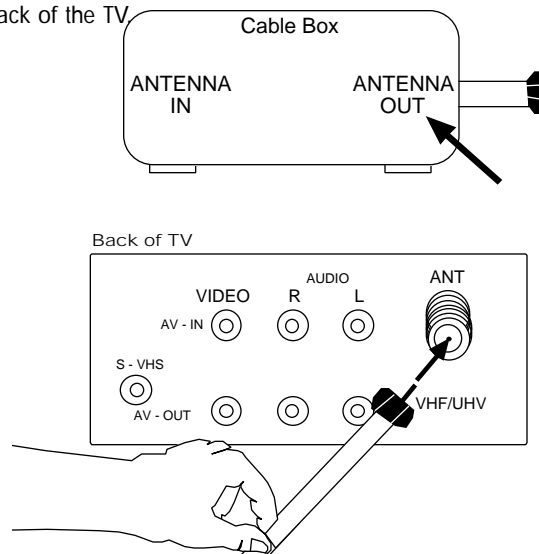 back of the TV.
Cable Box
ANTENNA IN
ANTENNA OUT
Back of TV
ANT
AUDIO
VIDEO R L
AV - IN
S - VHS
VHF/UHV
AV - OUT